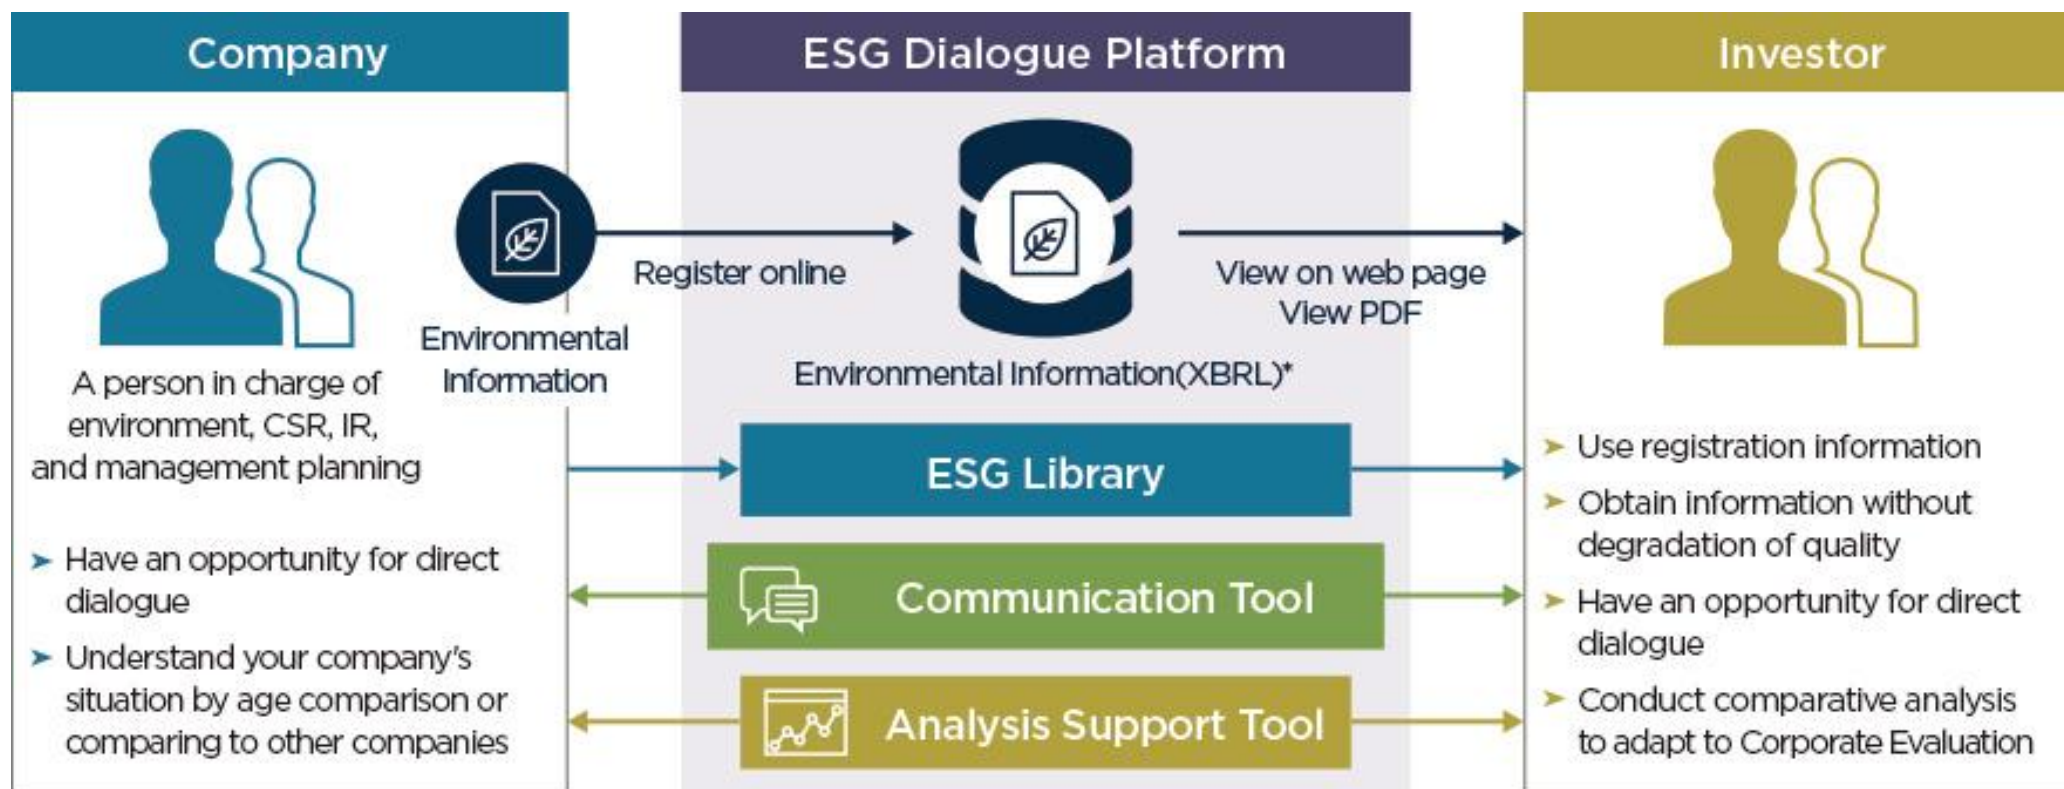 Company
A person in charge of
environment, CSR, IR,
and management planning
Have an opportunity for direct
dialogue
Understand your company's
situation by age comparison or
comparing to other companies
Environmental
Information
Register online
ESG Dialogue Platform
Environmental Information(XBRL)*
ESG Library
Communication Tool
Analysis Support Tool
View on web page
View PDF
Investor
Use registration information
Obtain information without
degradation of quality
Have an opportunity for direct
dialogue
Conduct comparative analysis
to adapt to Corporate Evaluation